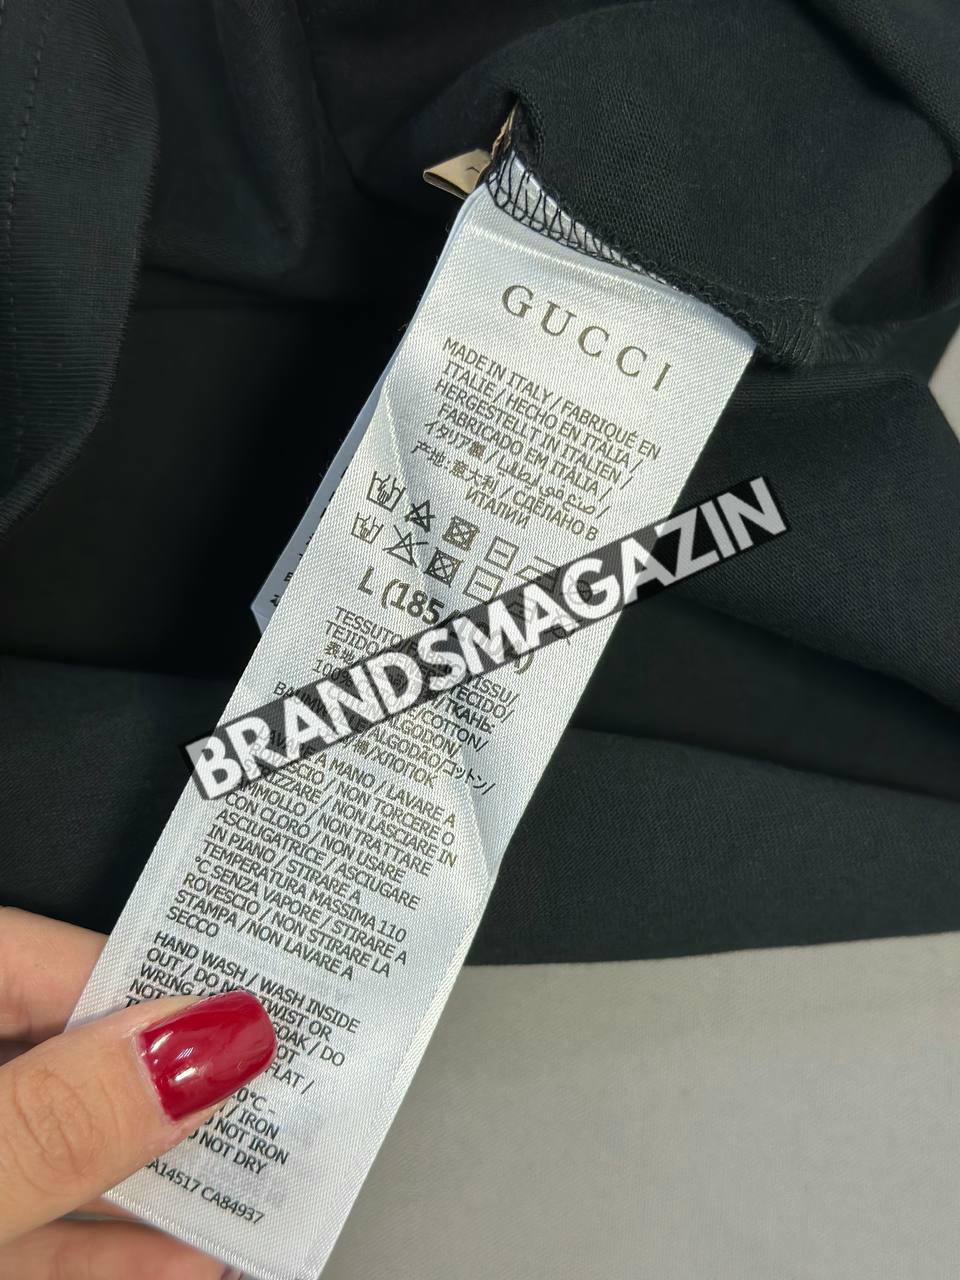 GUCCI
MADE IN ITALY / FABRIQUÉ EN
ITALIE / HECHO EN ITALIA /
HERGESTELLT IN ITALIEN /
FABRICADO EM ITALIA /
イタリア製 / صنع في إيطاليا /
产地:意大利 / СДЕЛАНО В
ИТАЛИИ
L (185/
BRANDSMAGAZIN
TESSUTO/
TEJIDO TECIDO/
/ТКАНЬ:
100% COTTON/
ALGODON/
ALGODÃO/コットン/
棉/ХЛОПОК
A MANO / LAVARE A
/ NON TORCERE O
/ NON LASCIARE IN
AMMOLLO / NON TRATTARE
CON CLORO / NON USARE
ASCIUGATRICE / ASCIUGARE
IN PIANO / STIRARE A
TEMPERATURA MASSIMA 110
°C SENZA VAPORE / STIRARE A
ROVESCIO / NON STIRARE LA
STAMPA /NON LAVARE A
SECCO
HAND WASH / WASH INSIDE
OUT / DO NOT TWIST OR
WRING / SOAK / DO
NOT
FLAT /
°C -
/ IRON
NOT IRON
NOT DRY
A14517 CA84937